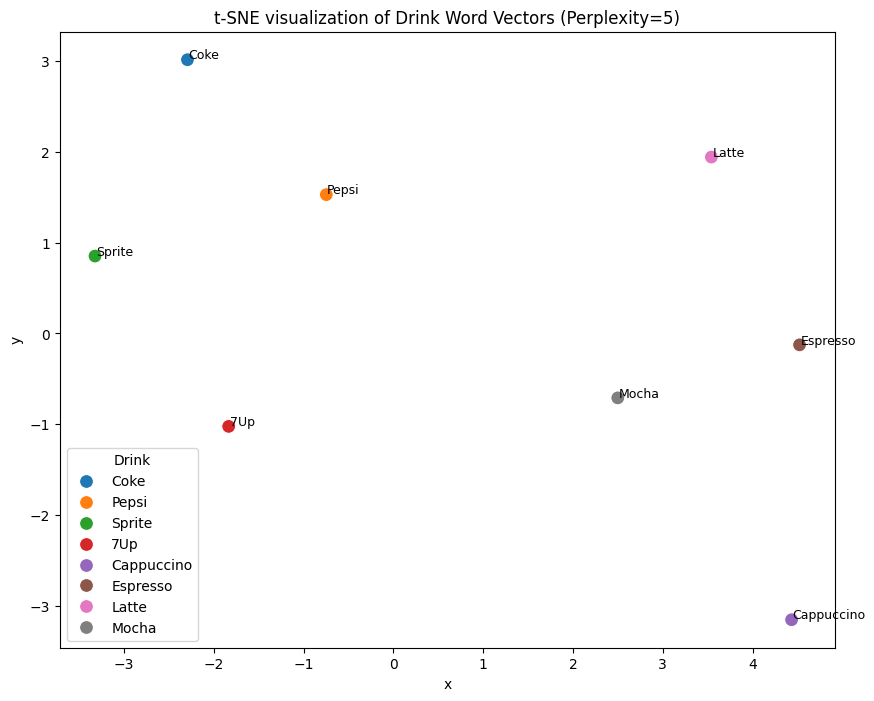 t-SNE visualization of Drink Word Vectors (Perplexity=5)
3
2
1
0
−1
−2
−3
y
Coke
Latte
Pepsi
Sprite
Espresso
Mocha
7Up
Cappuccino
Drink
Coke
Pepsi
Sprite
7Up
Cappuccino
Espresso
Latte
Mocha
−3
−2
−1
0
1
2
3
4
x